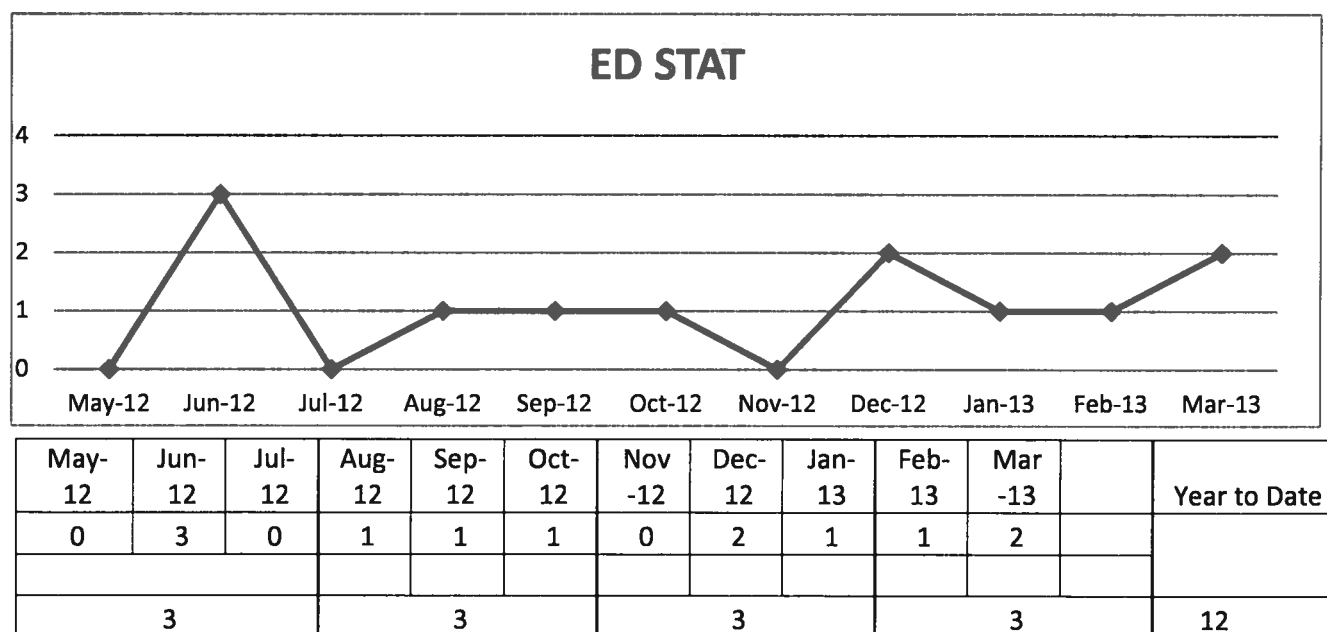 ED STAT
4
3
2
1
0
May-12 Jun-12 Jul-12 Aug-12 Sep-12 Oct-12 Nov-12 Dec-12 Jan-13 Feb-13 Mar-13
May- Jun- Jul- Aug- Sep- Oct- Nov Dec- Jan- Feb- Mar
12 12 12 12 12 12 -12 12 13 13 -13 Year to Date
0 3 0 1 1 1 0 2 1 1 2
3 3 3 3 12